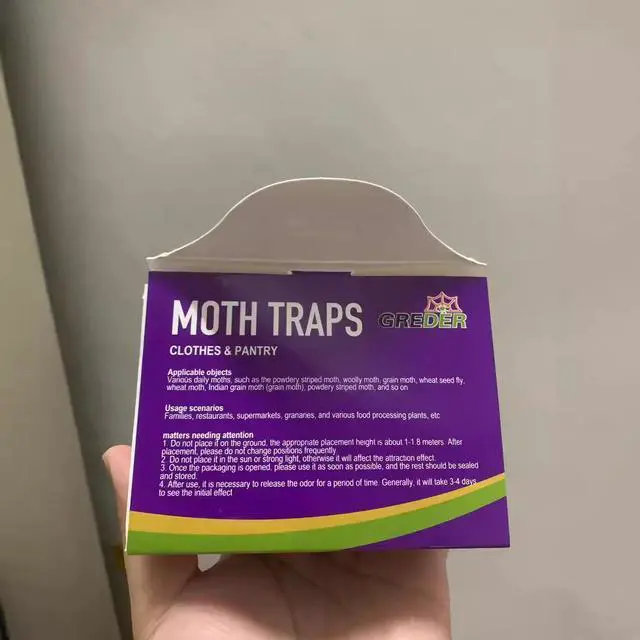 MOTH TRAPS
GREDER
CLOTHES & PANTRY
Applicable objects
Various daily moths, such as the powdery striped moth, woolly moth, grain moth, wheat seed fly,
wheat moth, Indian grain moth (grain moth), powdery striped moth, and so on
Usage scenarios
Families, restaurants, supermarkets, granaries, and various food processing plants, etc
matters needing attention
1 Do not place it on the ground, the appropnate placement height is about 1-1 8 meters After
placement, please do not change positions frequently
2 Do not place it in the sun or strong light, otherwise it will affect the attraction effect.
3. Once the packaging is opened, please use it as soon as possible, and the rest should be sealed
and stored.
4. After use, it is necessary to release the odor for a penod of time. Generally, it will take 3-4 days
to see the initial effect